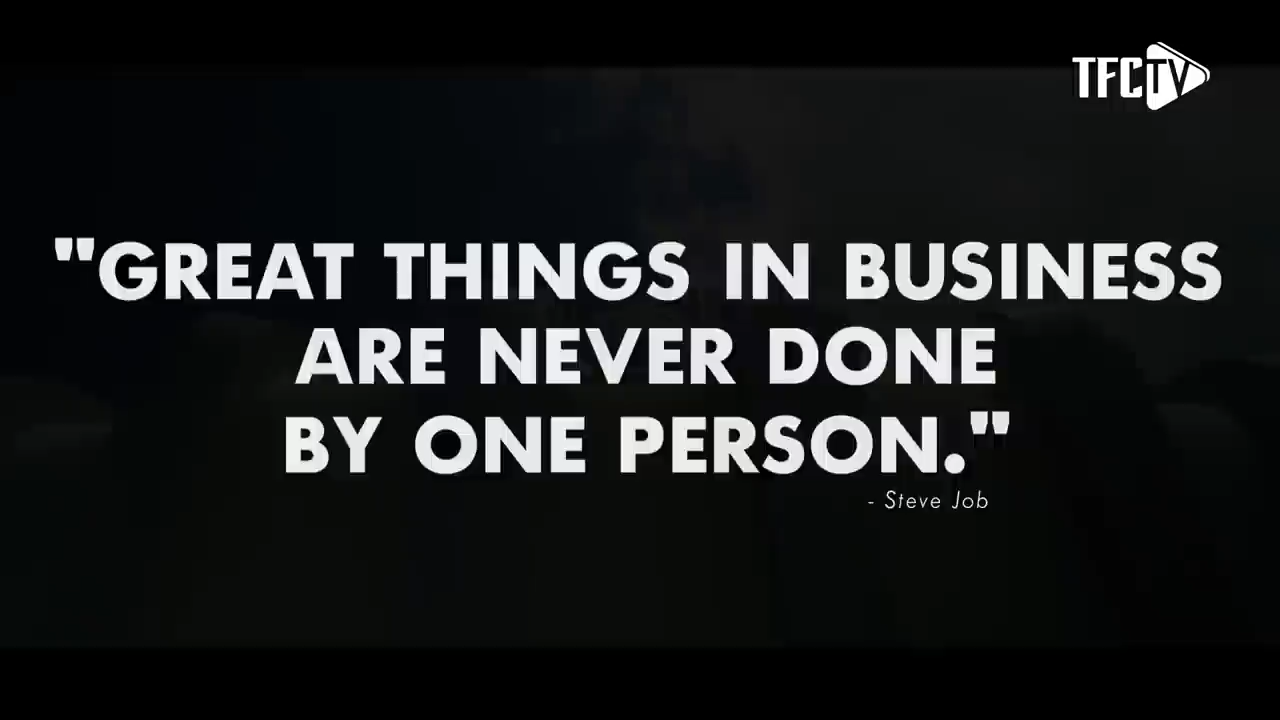 TFCTV
"GREAT THINGS IN BUSINESS
ARE NEVER DONE
BY ONE PERSON."
- Steve Job